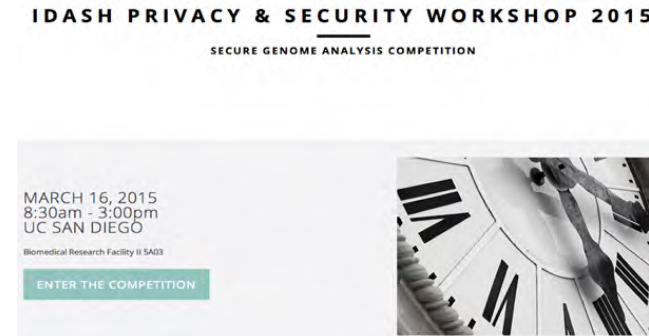 IDASH PRIVACY & SECURITY WORKSHOP 2015
SECURE GENOME ANALYSIS COMPETITION
MARCH 16, 2015
8:30am - 3:00pm
UC SAN DIEGO
Biomedical Research Facility II 5A03
ENTER THE COMPETITION